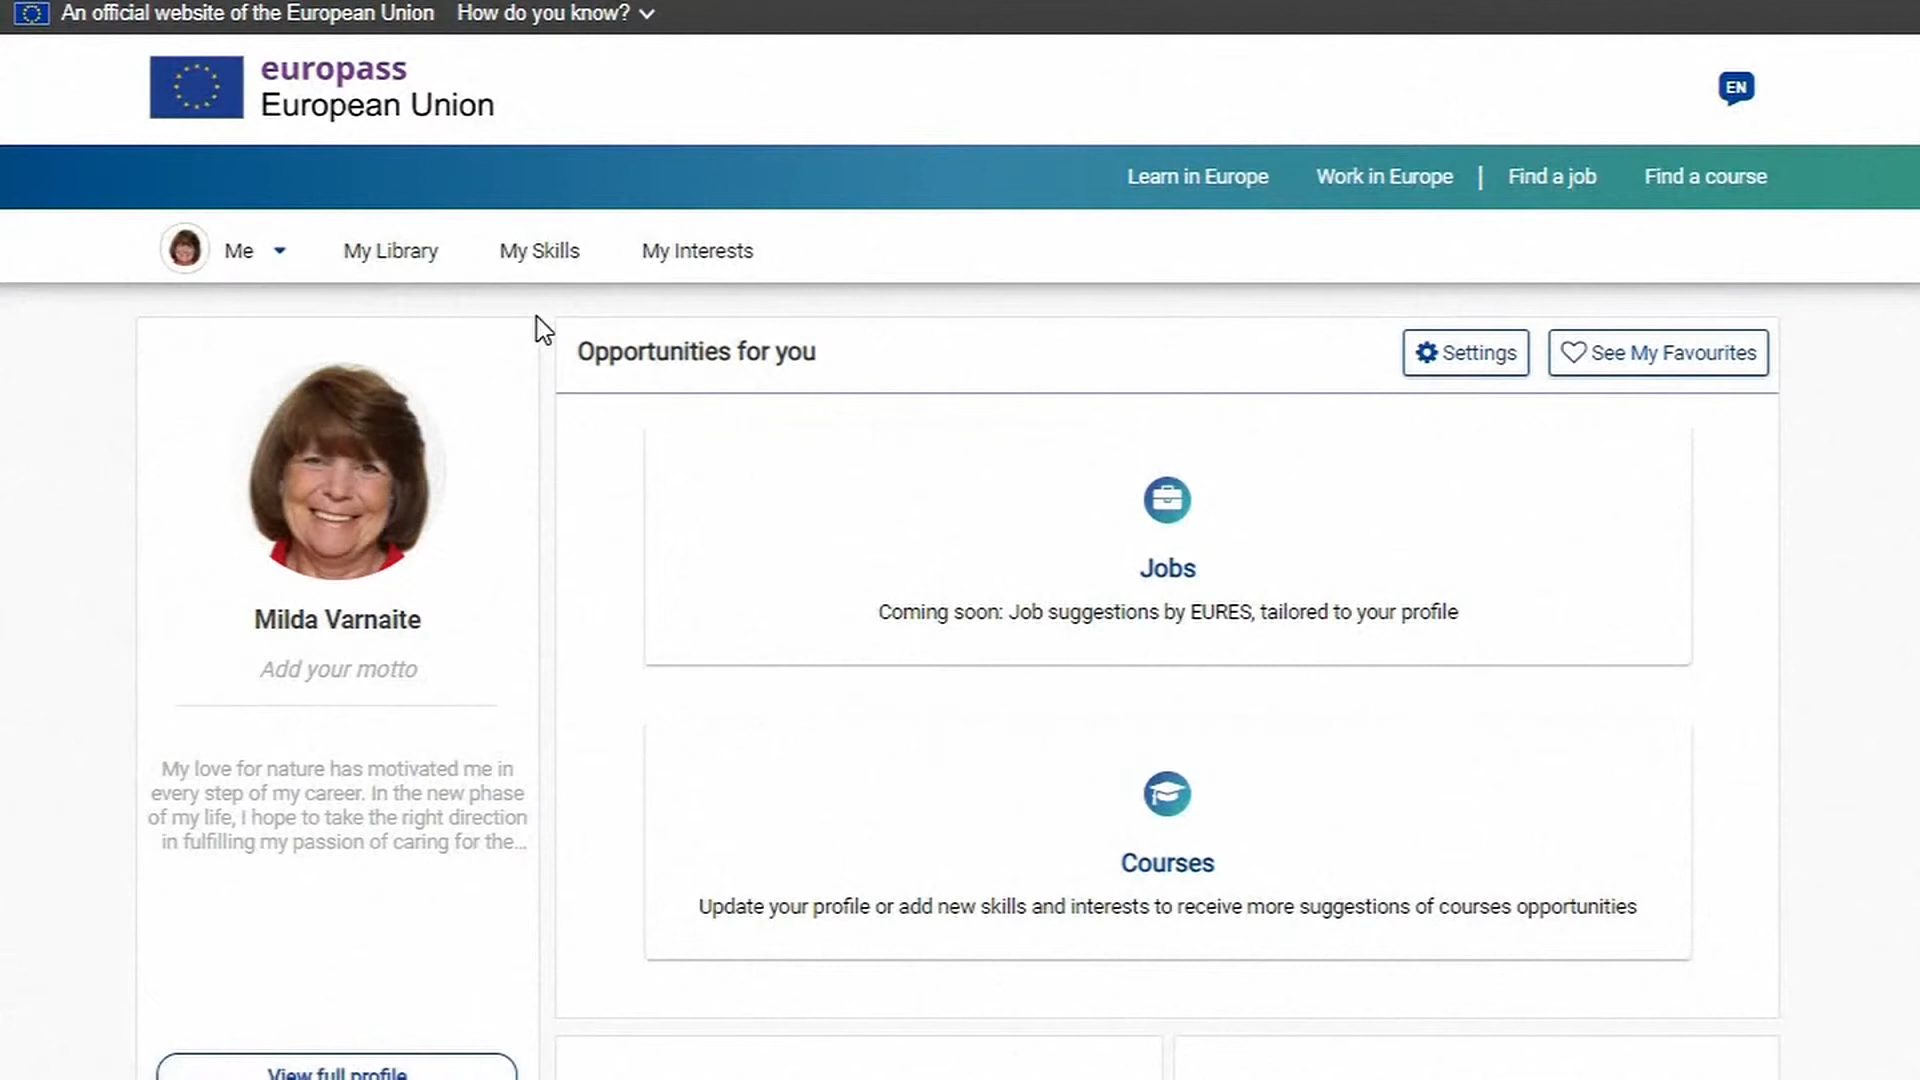 An official website of the European Union How do you know?
europass
European Union
EN
Learn in Europe Work in Europe | Find a job Find a course
Me My Library My Skills My Interests
Opportunities for you
Settings
See My Favourites
Milda Varnaite
Add your motto
My love for nature has motivated me in
every step of my career. In the new phase
of my life, I hope to take the right direction
in fulfilling my passion of caring for the...
View full profile
Jobs
Coming soon: Job suggestions by EURES, tailored to your profile
Courses
Update your profile or add new skills and interests to receive more suggestions of courses opportunities